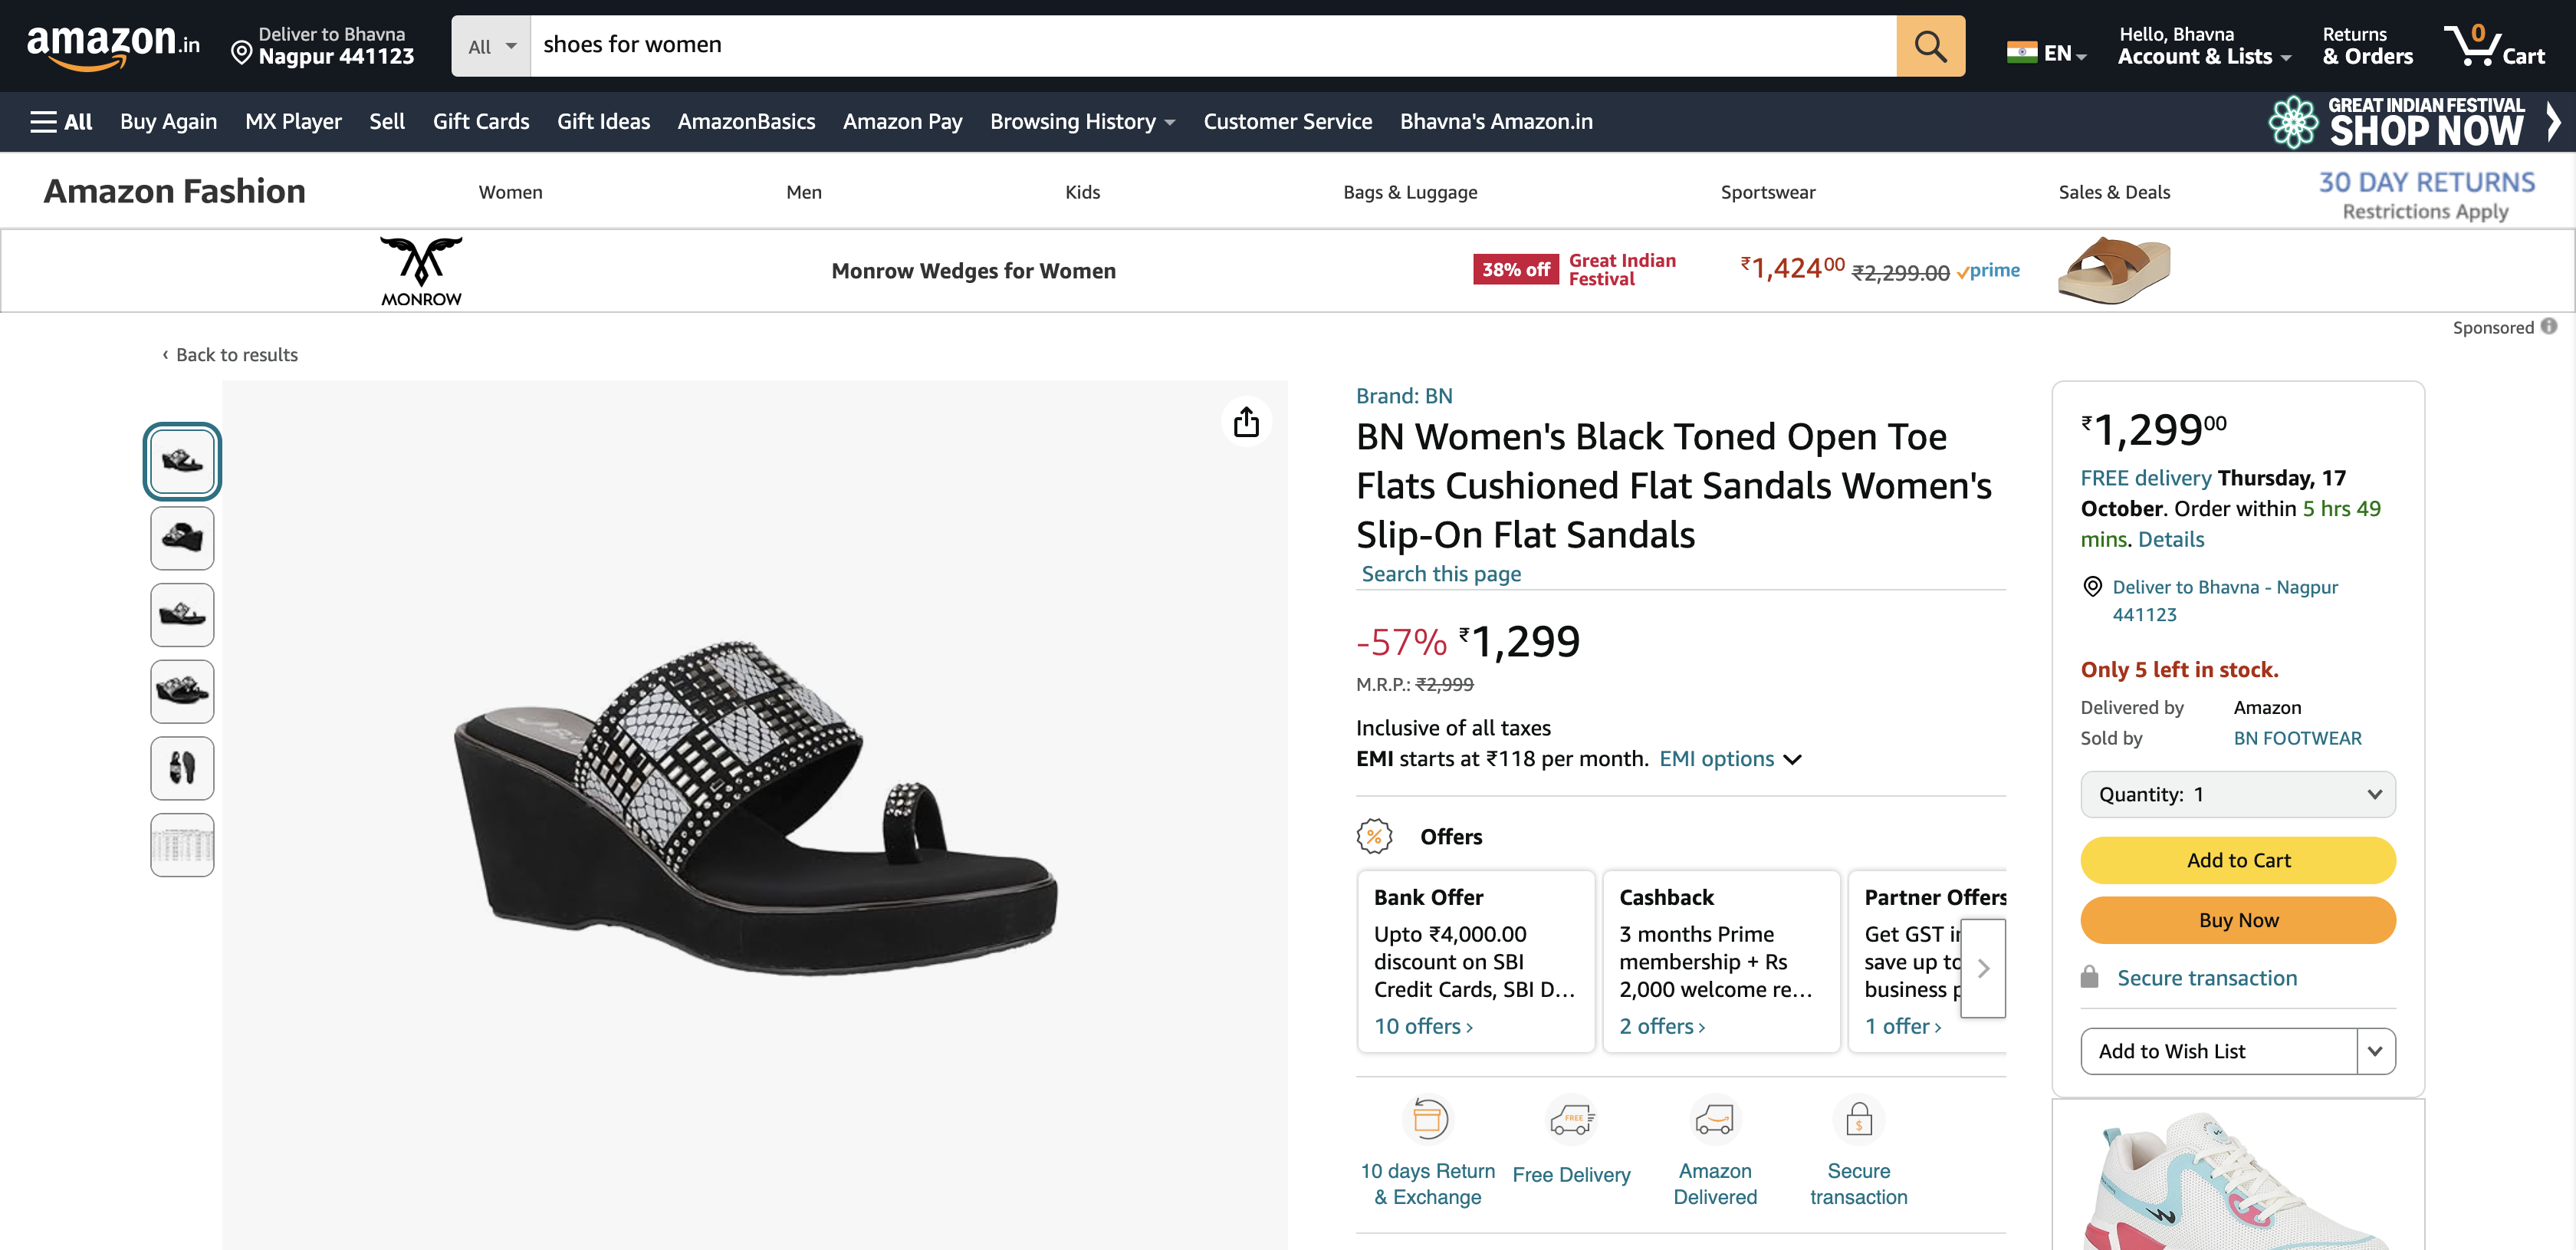 amazon.in
Deliver to Bhavna
Nagpur 441123
All
shoes for women
EN
Hello, Bhavna
Account & Lists
Returns
& Orders
0
Cart
All
Buy Again
MX Player
Sell
Gift Cards
Gift Ideas
AmazonBasics
Amazon Pay
Browsing History
Customer Service
Bhavna's Amazon.in
GREAT INDIAN FESTIVAL
SHOP NOW
Amazon Fashion
Women
Men
Kids
Bags & Luggage
Sportswear
Sales & Deals
30 DAY RETURNS
Restrictions Apply
MONROW
Monrow Wedges for Women
38% off
Great Indian
Festival
₹1,42400 ₹2,299.00 prime
Sponsored
‹ Back to results
Brand: BN
BN Women's Black Toned Open Toe
Flats Cushioned Flat Sandals Women's
Slip-On Flat Sandals
Search this page
-57% ₹1,299
M.R.P.: ₹2,999
Inclusive of all taxes
EMI starts at ₹118 per month. EMI options
%
Offers
Bank Offer
Upto ₹4,000.00
discount on SBI
Credit Cards, SBI D...
10 offers ›
Cashback
3 months Prime
membership + Rs
2,000 welcome re...
2 offers ›
Partner Offers
Get GST
save up to
business
1 offer ›
10 days Return
& Exchange
FREE
Free Delivery
Amazon
Delivered
$
Secure
transaction
₹1,29900
FREE delivery Thursday, 17
October. Order within 5 hrs 49
mins. Details
Deliver to Bhavna - Nagpur
441123
Only 5 left in stock.
Delivered by Amazon
Sold by BN FOOTWEAR
Quantity: 1
Add to Cart
Buy Now
Secure transaction
Add to Wish List